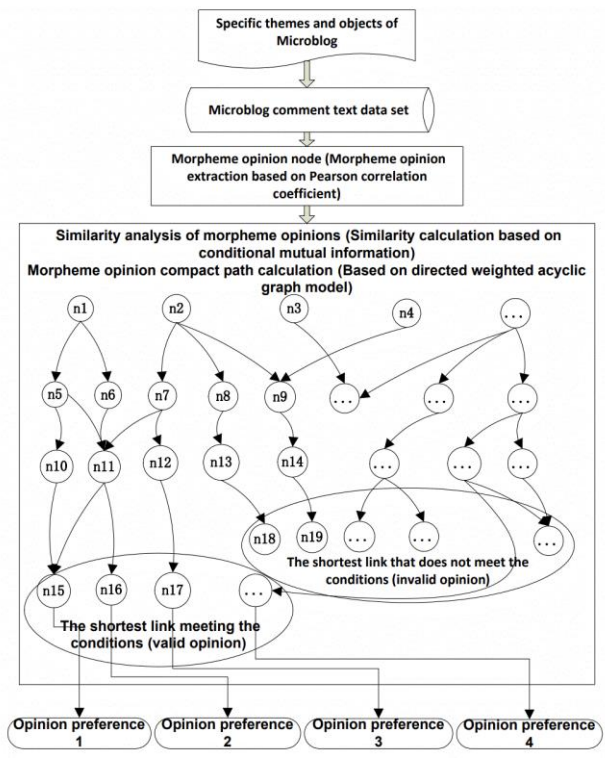 Specific themes and objects of
Microblog
Microblog comment text data set
Morpheme opinion node (Morpheme opinion
extraction based on Pearson correlation
coefficient)
Similarity analysis of morpheme opinions (Similarity calculation based on
conditional mutual information)
Morpheme opinion compact path calculation (Based on directed weighted acyclic
graph model)
n1
n2
n3
n4
...
n5
n6
n7
n8
n9
...
...
...
n10
n11
n12
n13
n14
...
...
...
n18
n19
...
...
...
The shortest link that does not meet the
conditions (invalid opinion)
n15
n16
n17
...
The shortest link meeting the
conditions (valid opinion)
Opinion preference
1
Opinion preference
2
Opinion preference
3
Opinion preference
4